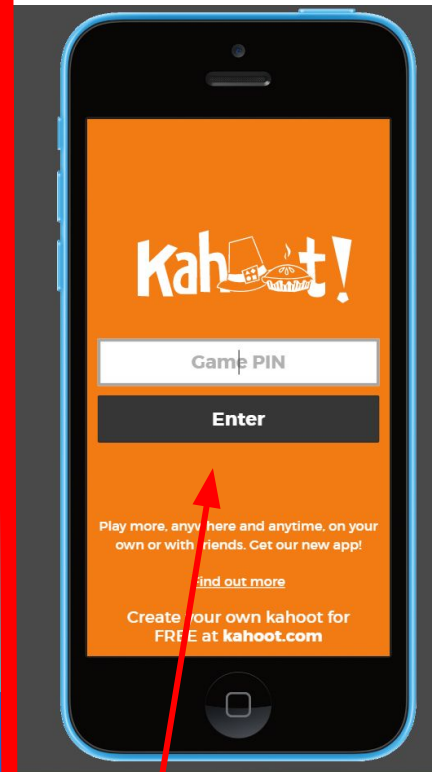 Kahoot!
Game PIN
Enter
Play more, anywhere and anytime, on your
own or with friends. Get our new app!
Find out more
Create your own kahoot for
FREE at kahoot.com